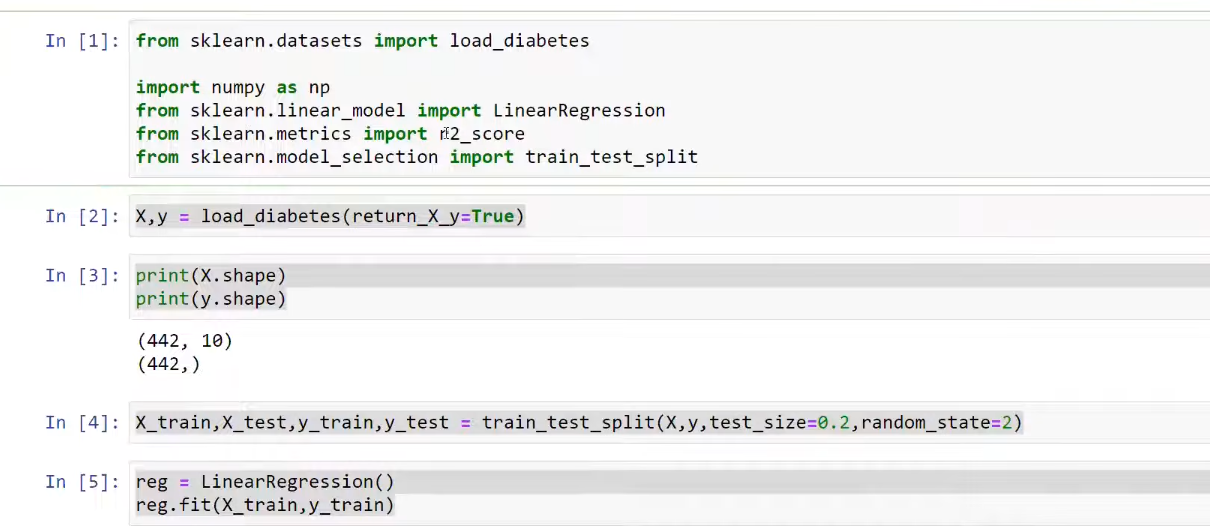 In [1]: from sklearn.datasets import load_diabetes
import numpy as np
from sklearn.linear_model import LinearRegression
from sklearn.metrics import r2_score
from sklearn.model_selection import train_test_split
In [2]: X,y = load_diabetes(return_X_y=True)
In [3]: print(X.shape)
print(y.shape)
(442, 10)
(442,)
In [4]: X_train,X_test,y_train,y_test = train_test_split(X,y,test_size=0.2,random_state=2)
In [5]: reg = LinearRegression()
reg.fit(X_train,y_train)